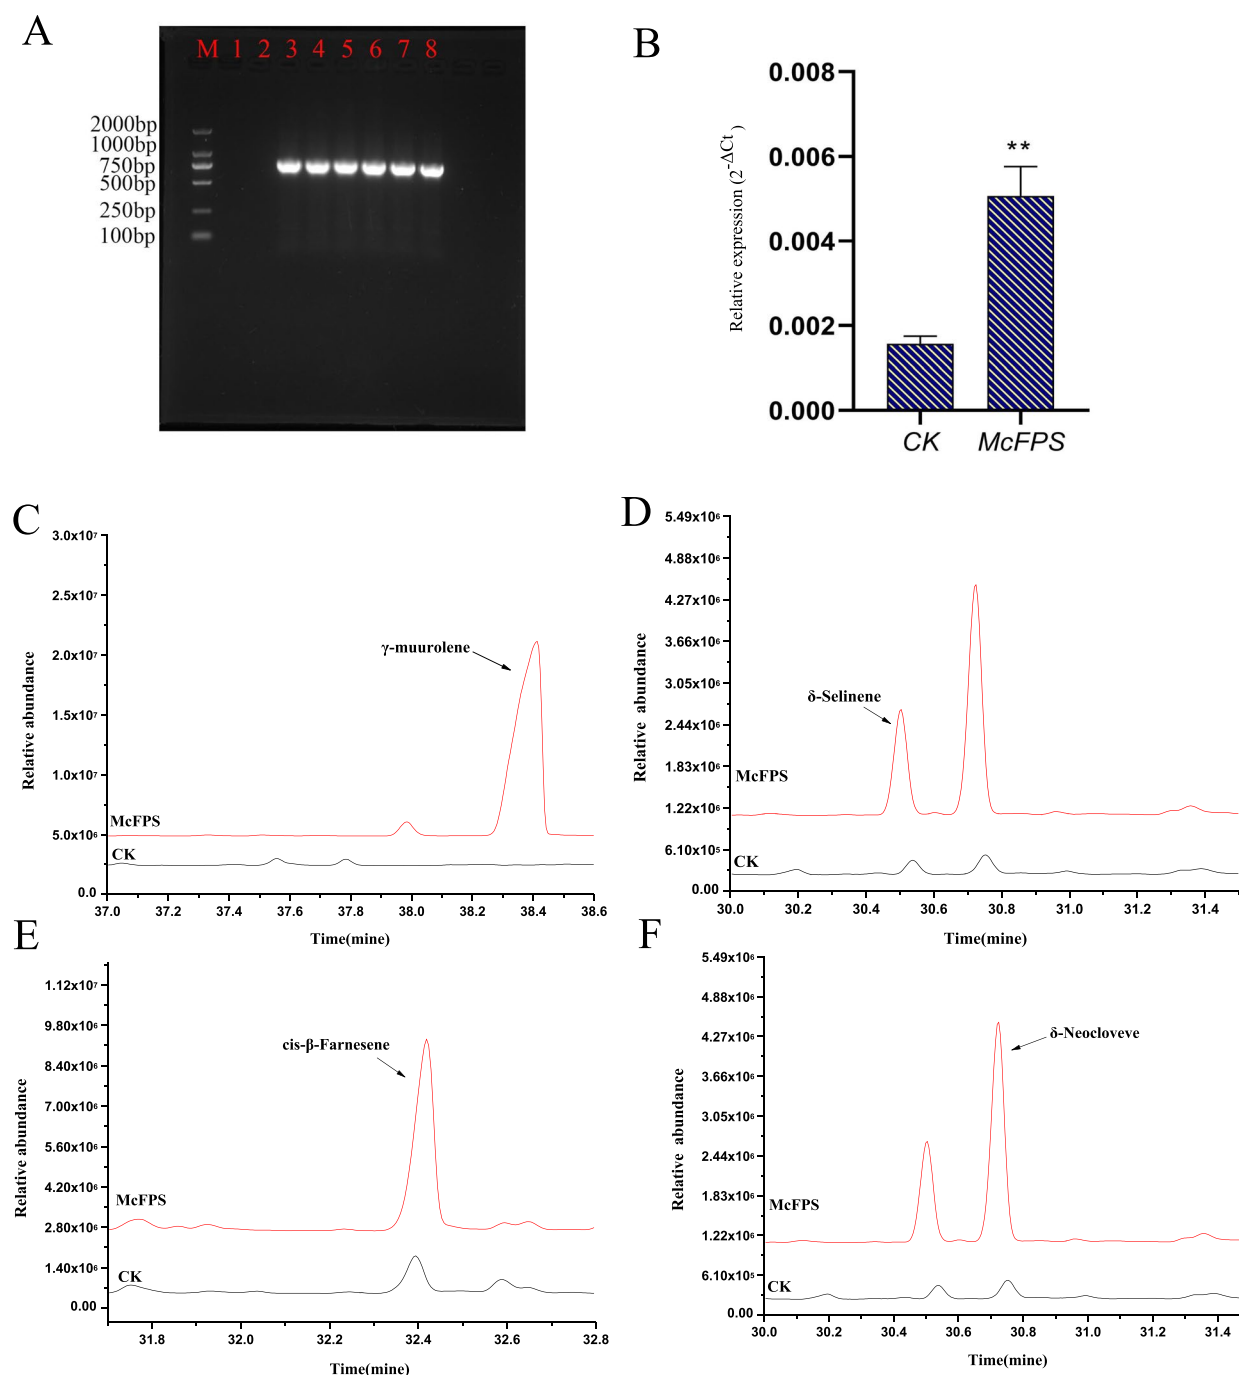 A
M 1 2 3 4 5 6 7 8
2000bp
1000bp
750bp
500bp
250bp
100bp
B
Relative expression (2-ΔCt)
0.008
0.006
0.004
0.002
0.000
**
CK McFPS
C
Relative abundance
3.0x10⁷
2.5x10⁷
2.0x10⁷
1.5x10⁷
1.0x10⁷
5.0x10⁶
0.0
γ-muurolene
McFPS
CK
37.0 37.2 37.4 37.6 37.8 38.0 38.2 38.4 38.6
Time(mine)
D
Relative abundance
5.49x10⁶
4.88x10⁶
4.27x10⁶
3.66x10⁶
3.05x10⁶
2.44x10⁶
1.83x10⁶
1.22x10⁶
6.10x10⁵
0.00
δ-Selinene
McFPS
CK
30.0 30.2 30.5 30.6 30.8 31.0 31.2 31.4
Time(mine)
E
Relative abundance
1.12x10⁷
9.80x10⁶
8.40x10⁶
7.00x10⁶
5.60x10⁶
4.20x10⁶
2.80x10⁶
1.40x10⁶
0.00
cis-β-Farnesene
McFPS
CK
31.8 32.0 32.2 32.4 32.6 32.8
Time(mine)
F
Relative abundance
5.49x10⁶
4.88x10⁶
4.27x10⁶
3.66x10⁶
3.05x10⁶
2.44x10⁶
1.83x10⁶
1.22x10⁶
6.10x10⁵
0.00
δ-Neocloveve
McFPS
CK
30.0 30.2 30.5 30.6 30.8 31.0 31.2 31.4
Time(mine)